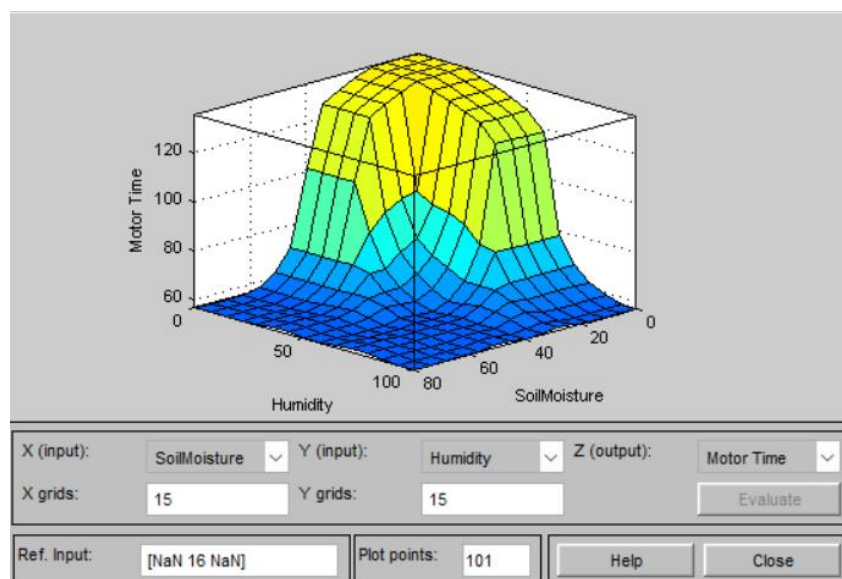 120
100
80
60
Motor Time
0
50
100
Humidity
80
60
40
20
0
SoilMoisture
X (input): SoilMoisture Y (input): Humidity Z (output): Motor Time
X grids: 15 Y grids: 15 Evaluate
Ref. Input: [NaN 16 NaN] Plot points: 101 Help Close